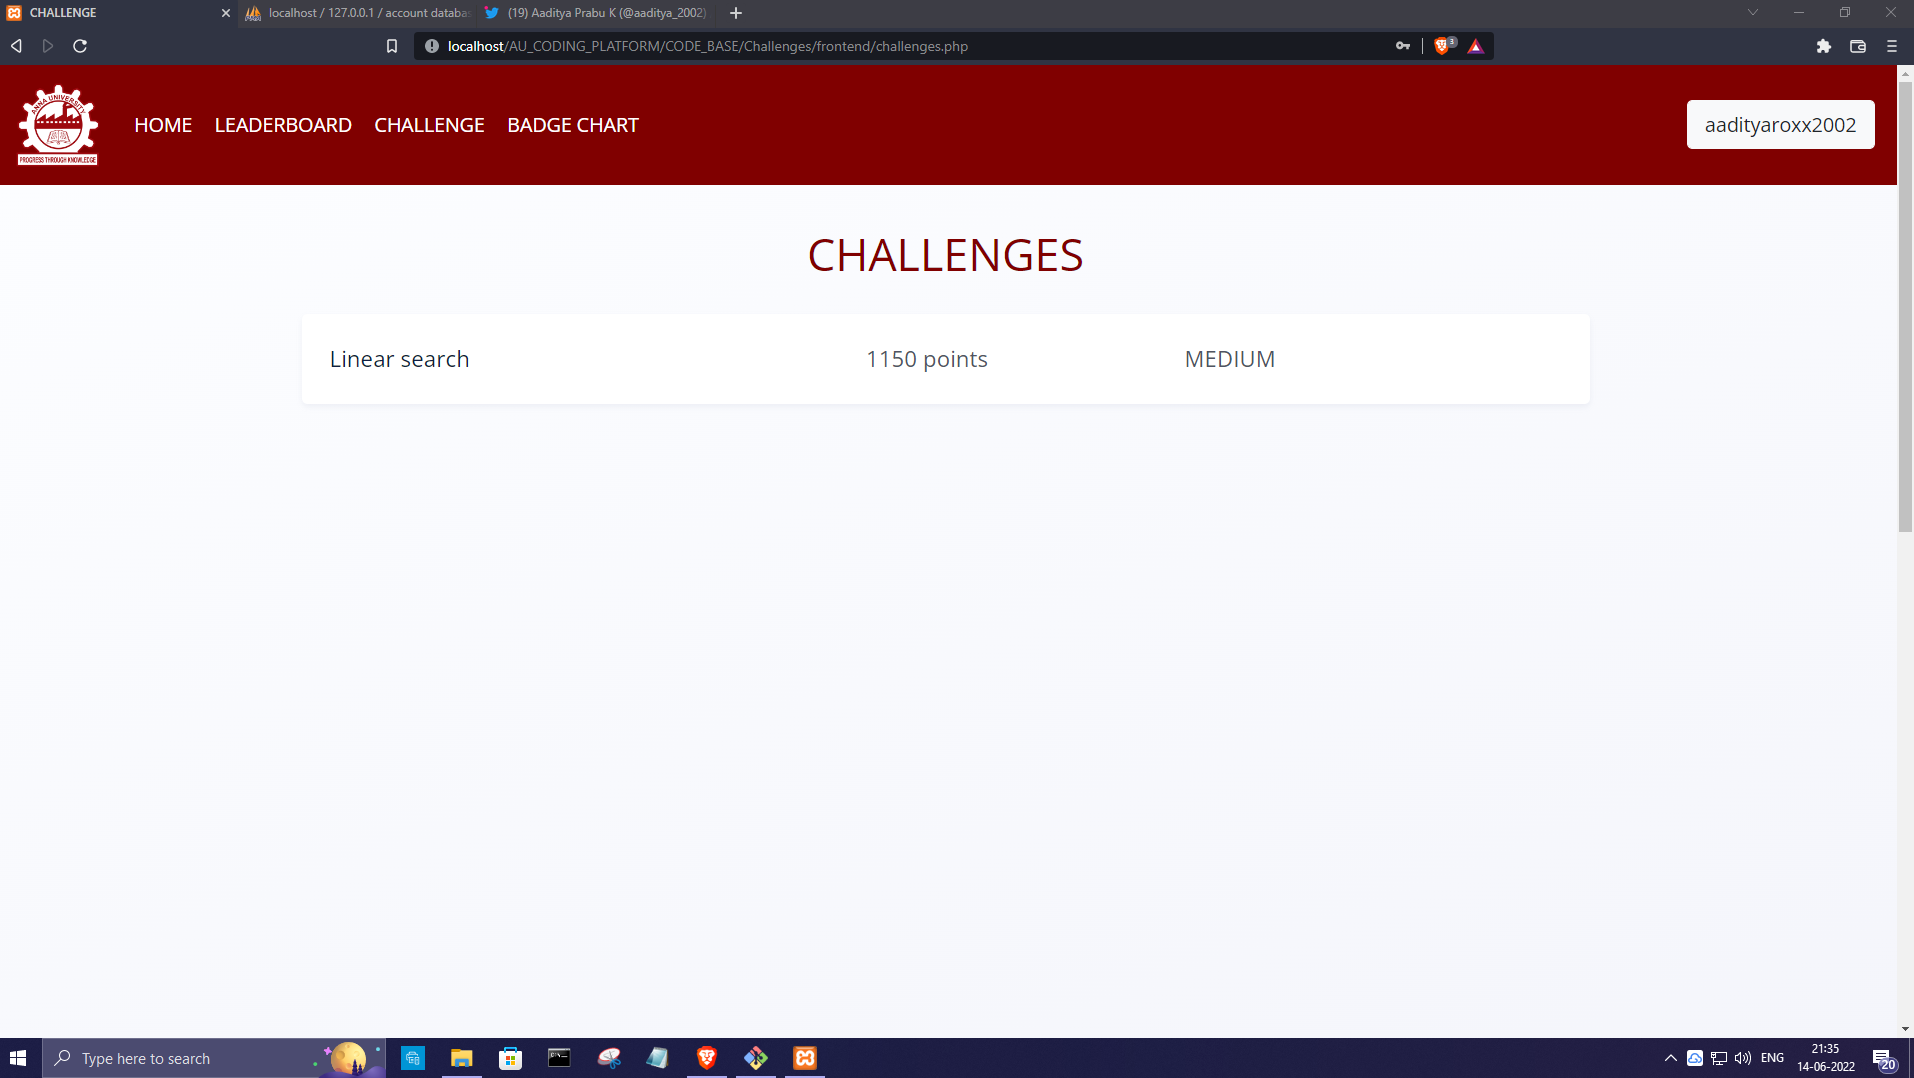 CHALLENGE
localhost / 127.0.0.1 / account databa
(19) Aaditya Prabu K (@aaditya_2002)
localhost/AU_CODING_PLATFORM/CODE_BASE/Challenges/frontend/challenges.php
3
ANNA UNIVERSITY
PROGRESS THROUGH KNOWLEDGE
HOME LEADERBOARD CHALLENGE BADGE CHART
aadityaroxx2002
CHALLENGES
Linear search 1150 points MEDIUM
Type here to search
ENG
21:35
14-06-2022
20